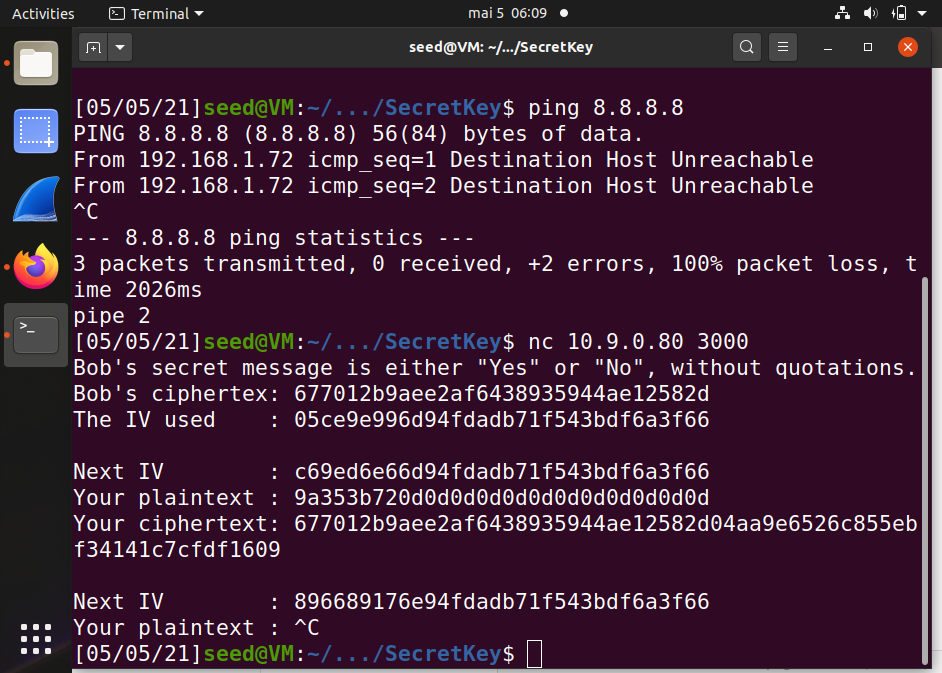 Activities Terminal mai 5 06:09
seed@VM: ~/.../SecretKey
[05/05/21]seed@VM:~/.../SecretKey$ ping 8.8.8.8
PING 8.8.8.8 (8.8.8.8) 56(84) bytes of data.
From 192.168.1.72 icmp_seq=1 Destination Host Unreachable
From 192.168.1.72 icmp_seq=2 Destination Host Unreachable
^C
--- 8.8.8.8 ping statistics ---
3 packets transmitted, 0 received, +2 errors, 100% packet loss, t
ime 2026ms
pipe 2
[05/05/21]seed@VM:~/.../SecretKey$ nc 10.9.0.80 3000
Bob's secret message is either "Yes" or "No", without quotations.
Bob's ciphertex: 677012b9aee2af6438935944ae12582d
The IV used    : 05ce9e996d94fdadb71f543bdf6a3f66
Next IV        : c69ed6e66d94fdadb71f543bdf6a3f66
Your plaintext : 9a353b720d0d0d0d0d0d0d0d0d0d0d0d
Your ciphertext: 677012b9aee2af6438935944ae12582d04aa9e6526c855eb
f34141c7cfdf1609
Next IV        : 896689176e94fdadb71f543bdf6a3f66
Your plaintext : ^C
[05/05/21]seed@VM:~/.../SecretKey$